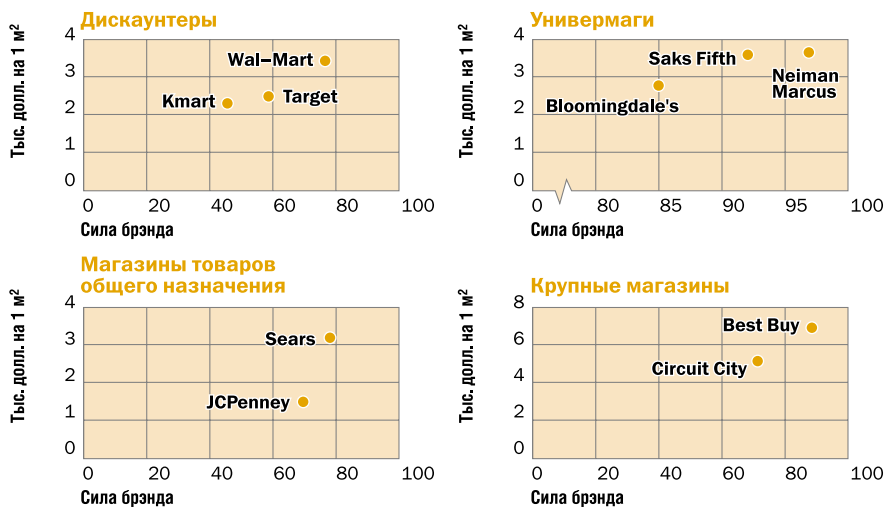 Дискаунтеры
Тыс. долл. на 1 м²
4
3
2
1
0
Wal–Mart
Kmart
Target
0 20 40 60 80 100
Сила брэнда
Универмаги
Тыс. долл. на 1 м²
4
3
2
1
0
Saks Fifth
Neiman
Marcus
Bloomingdale's
0 80 85 90 95 100
Сила брэнда
Магазины товаров
общего назначения
Тыс. долл. на 1 м²
4
3
2
1
0
Sears
JCPenney
0 20 40 60 80 100
Сила брэнда
Крупные магазины
Тыс. долл. на 1 м²
8
6
4
2
0
Best Buy
Circuit City
0 20 40 60 80 100
Сила брэнда